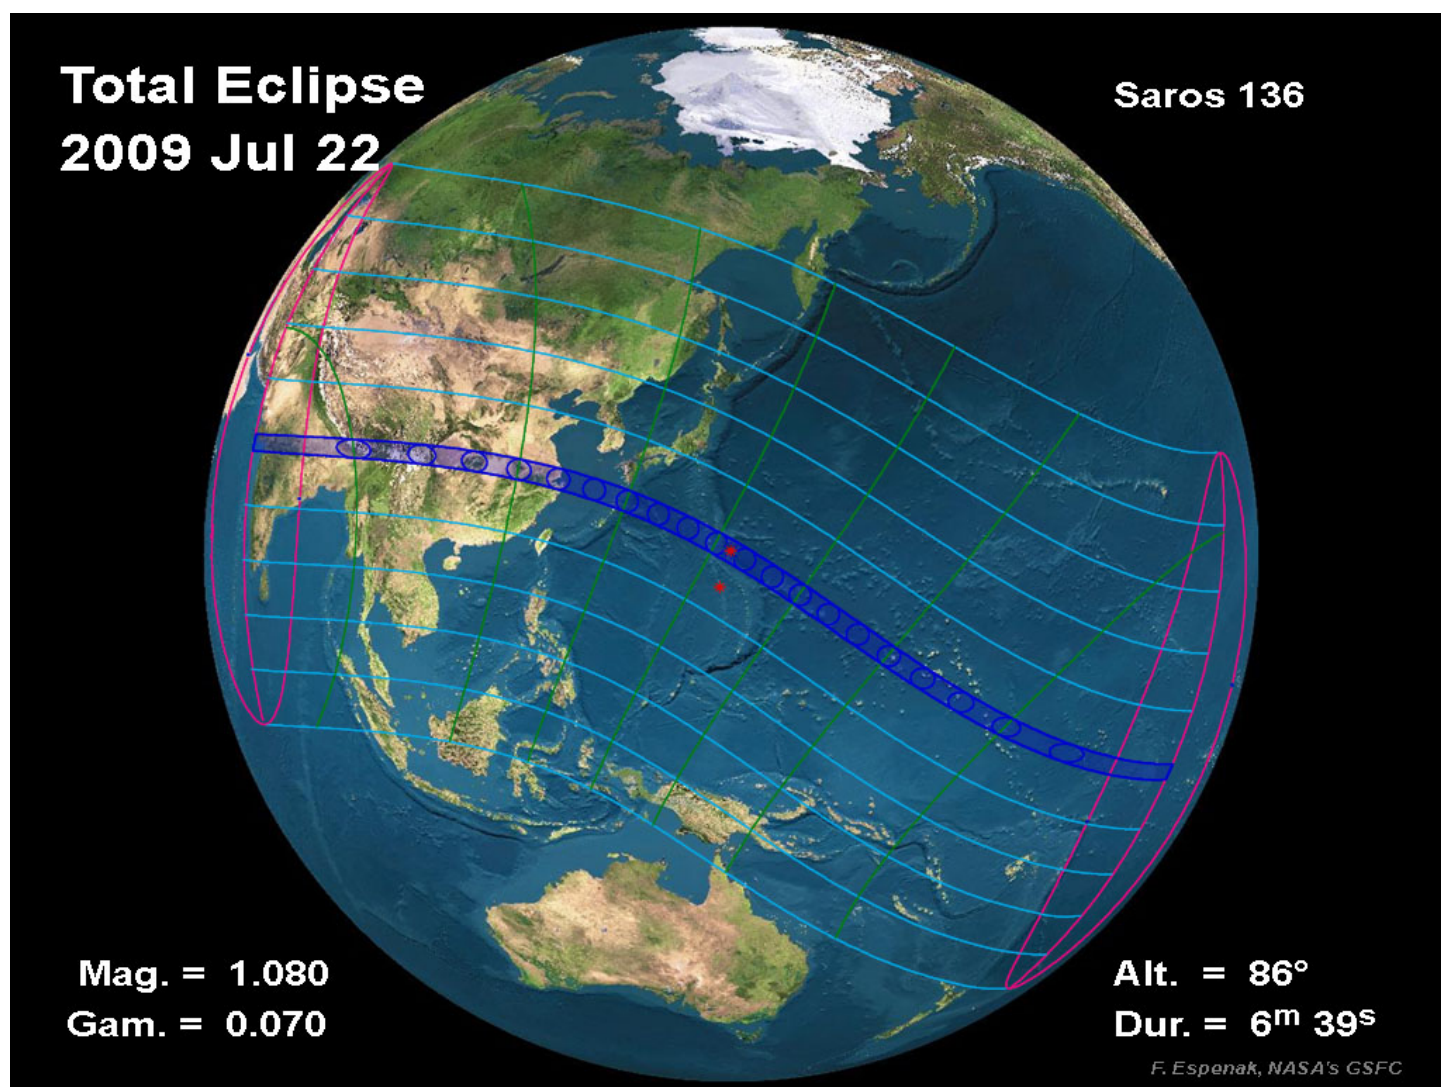 Total Eclipse
2009 Jul 22
Saros 136
Mag. = 1.080
Gam. = 0.070
Alt. = 86°
Dur. = 6ᵐ 39ˢ
F. Espenak, NASA's GSFC